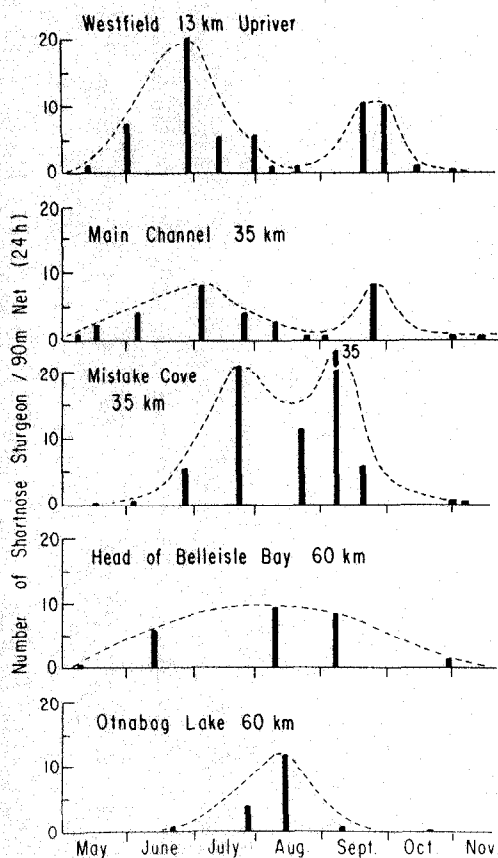 Westfield 13 km Upriver
20
10
0
Main Channel 35 km
20
10
0
Mistake Cove
35 km
35
20
10
0
Head of Belleisle Bay 60 km
20
10
0
Otnabog Lake 60 km
20
10
0
May June July Aug. Sept. Oct. Nov
Number of Shortnose Sturgeon / 90m Net (24h)